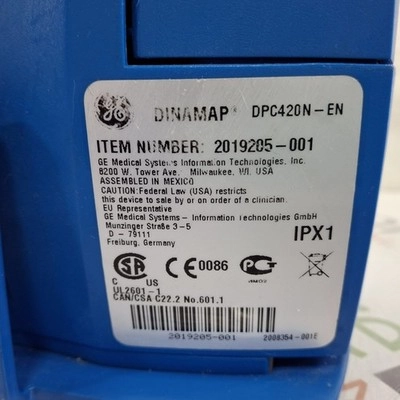 GE
DINAMAP® DPC420N-EN
ITEM NUMBER: 2019205-001
GE Medical Systems Information Technologies, Inc.
8200 W. Tower Ave. Milwaukee, WI. USA
ASSEMBLED IN MEXICO
CAUTION:Federal Law (USA) restricts
this device to sale by or on order of a clinician.
EU Representative
GE Medical Systems - Information Technologies GmbH
Munzinger Straße 3-5
D - 79111
Freiburg, Germany
IPX1
C US
CE 0086
UL2601-1
CAN/CSA C22.2 No.601.1
2019205-001